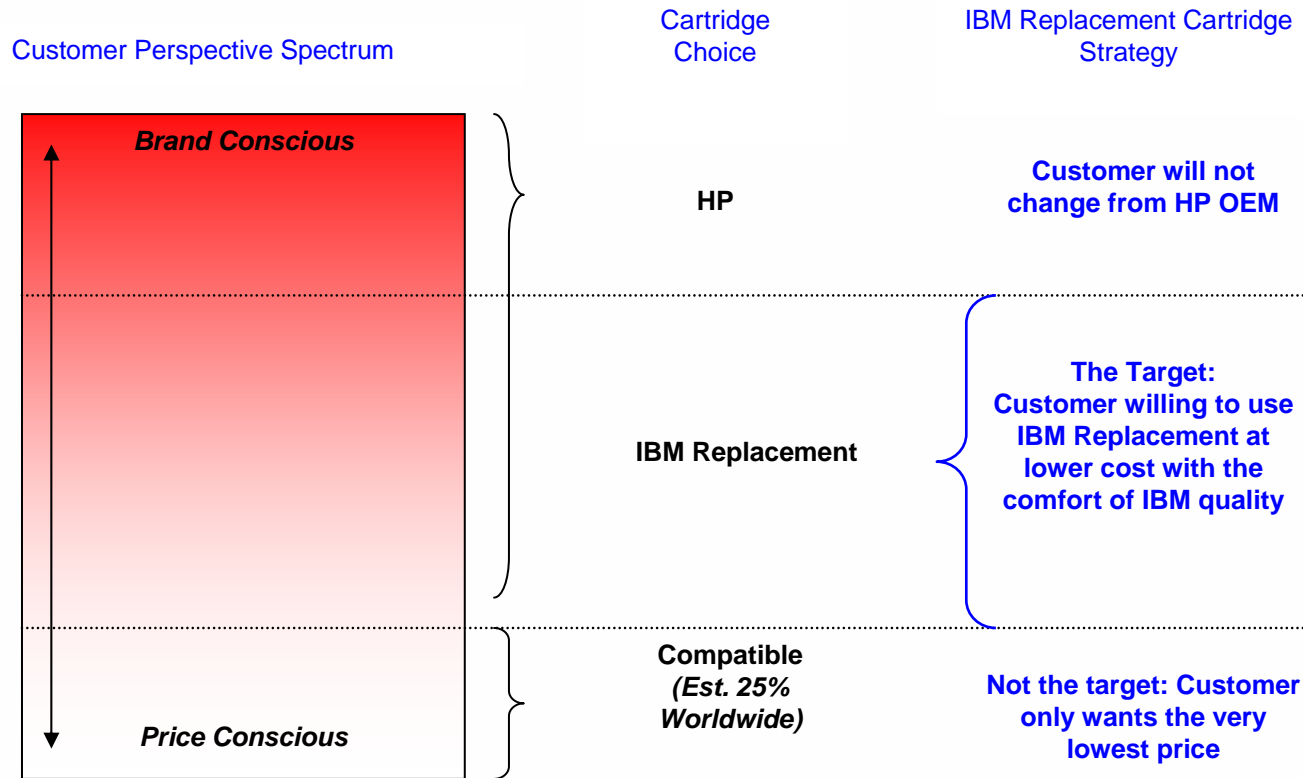 Customer Perspective Spectrum
Cartridge
Choice
IBM Replacement Cartridge
Strategy
Brand Conscious
HP
Customer will not
change from HP OEM
IBM Replacement
The Target:
Customer willing to use
IBM Replacement at
lower cost with the
comfort of IBM quality
Price Conscious
Compatible
(Est. 25%
Worldwide)
Not the target: Customer
only wants the very
lowest price